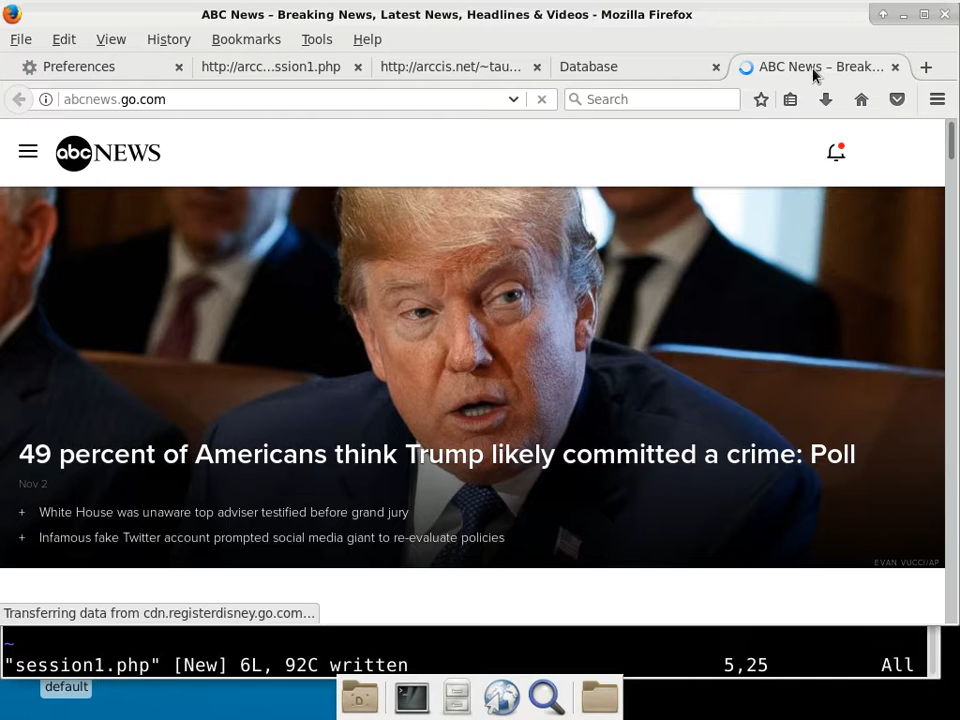 ABC News – Breaking News, Latest News, Headlines & Videos - Mozilla Firefox
File Edit View History Bookmarks Tools Help
Preferences http://arcc...ssion1.php http://arccis.net/~tau... Database ABC News – Break...
abcnews.go.com Search
abc NEWS
49 percent of Americans think Trump likely committed a crime: Poll
Nov 2
+ White House was unaware top adviser testified before grand jury
+ Infamous fake Twitter account prompted social media giant to re-evaluate policies
EVAN VUCCI/AP
Transferring data from cdn.registerdisney.go.com...
~
"session1.php" [New] 6L, 92C written 5,25 All
default